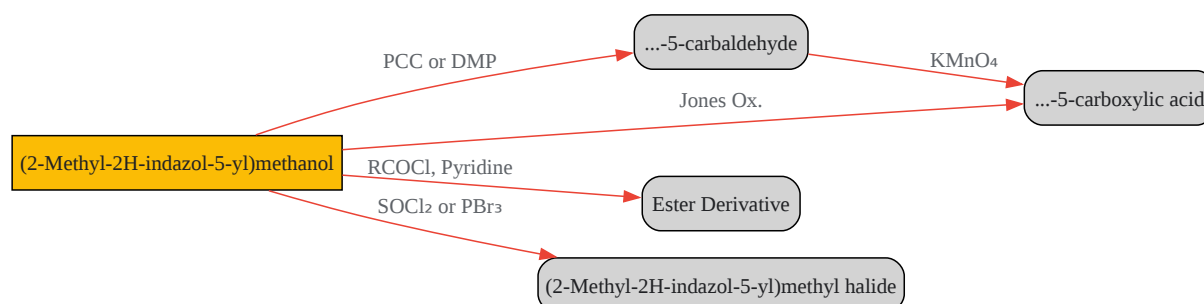 ...-5-carbaldehyde
PCC or DMP
KMnO₄
...-5-carboxylic acid
Jones Ox.
(2-Methyl-2H-indazol-5-yl)methanol
RCOCl, Pyridine
Ester Derivative
SOCl₂ or PBr₃
(2-Methyl-2H-indazol-5-yl)methyl halide